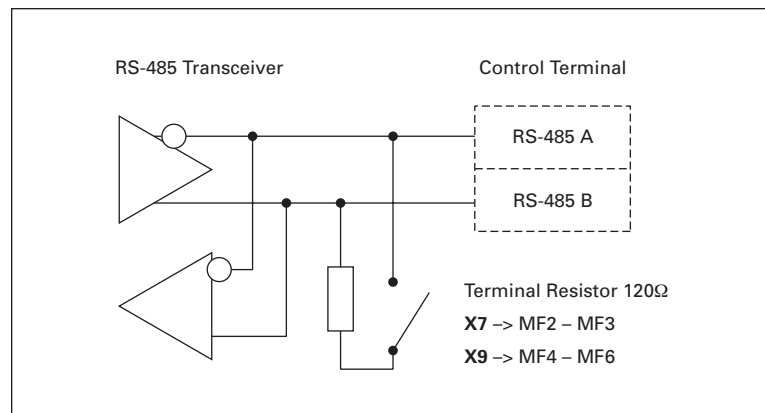 RS-485 Transceiver
Control Terminal
RS-485 A
RS-485 B
Terminal Resistor 120Ω
X7 –> MF2 – MF3
X9 –> MF4 – MF6